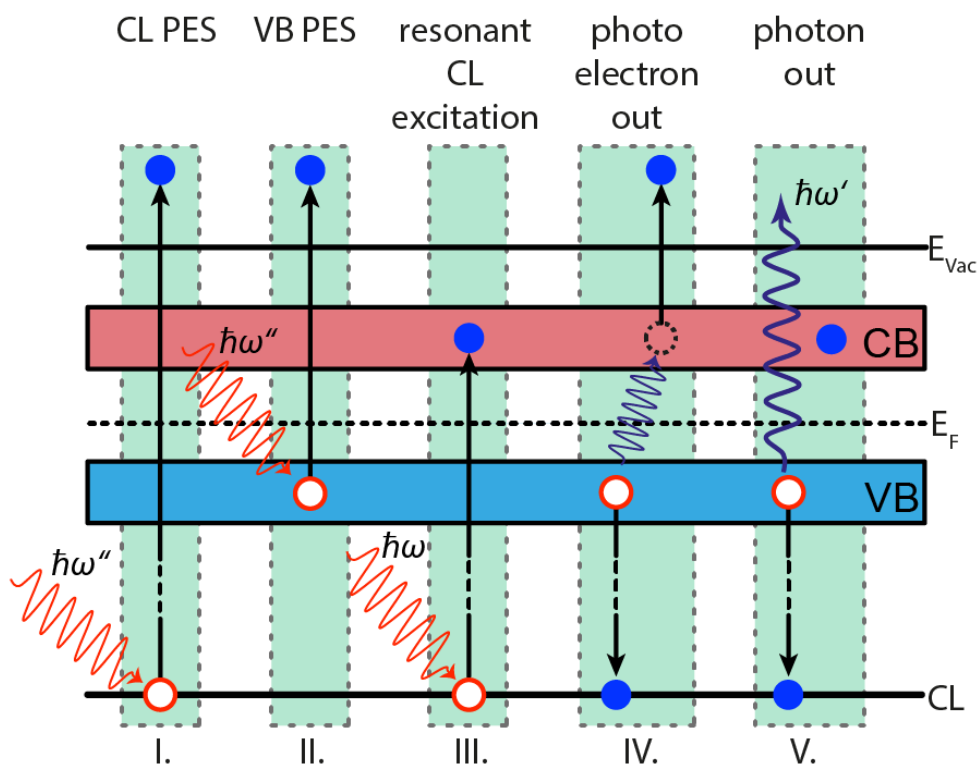 CL PES
VB PES
resonant
CL
excitation
photo
electron
out
photon
out
ħω‘
E_Vac
ħω“
CB
E_F
VB
ħω“
ħω
CL
I.
II.
III.
IV.
V.